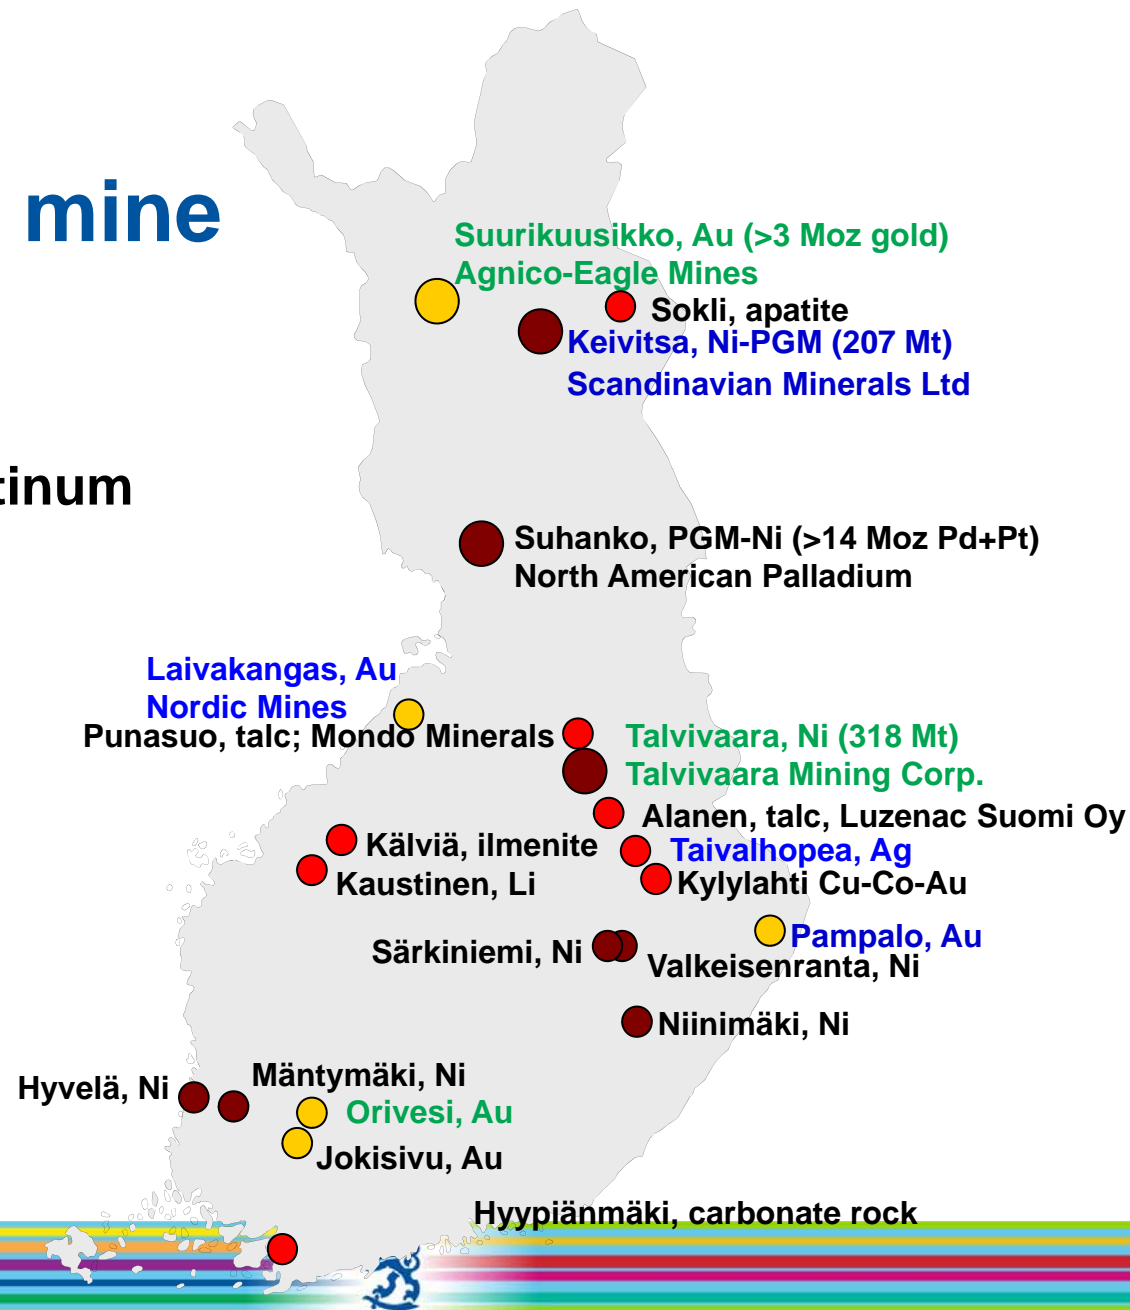 mine
Suurikuusikko, Au (>3 Moz gold)
Agnico-Eagle Mines
Sokli, apatite
Keivitsa, Ni-PGM (207 Mt)
Scandinavian Minerals Ltd
tinum
Suhanko, PGM-Ni (>14 Moz Pd+Pt)
North American Palladium
Laivakangas, Au
Nordic Mines
Punasuo, talc; Mondo Minerals
Talvivaara, Ni (318 Mt)
Talvivaara Mining Corp.
Alanen, talc, Luzenac Suomi Oy
Kälviä, ilmenite
Taivalhopea, Ag
Kaustinen, Li
Kylylahti Cu-Co-Au
Pampalo, Au
Särkiniemi, Ni
Valkeisenranta, Ni
Niinimäki, Ni
Mäntymäki, Ni
Hyvelä, Ni
Orivesi, Au
Jokisivu, Au
Hyypiänmäki, carbonate rock